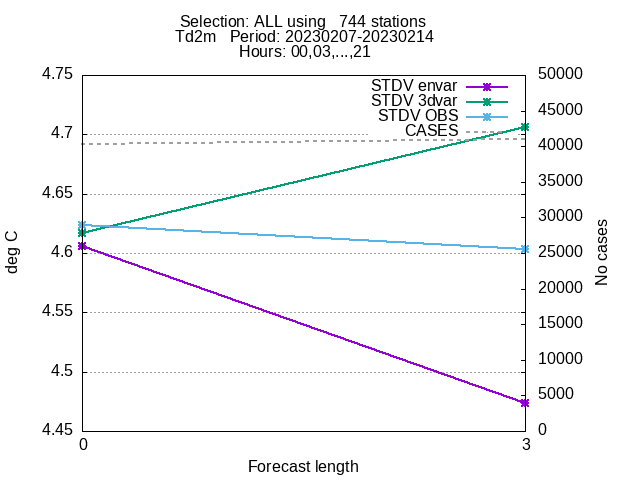 Selection: ALL using   744 stations
Td2m   Period: 20230207-20230214
Hours: 00,03,...,21
4.75
4.7
4.65
4.6
4.55
4.5
4.45
deg C
STDV envar
STDV 3dvar
STDV OBS
CASES
50000
45000
40000
35000
30000
25000
20000
15000
10000
5000
0
No cases
0
3
Forecast length